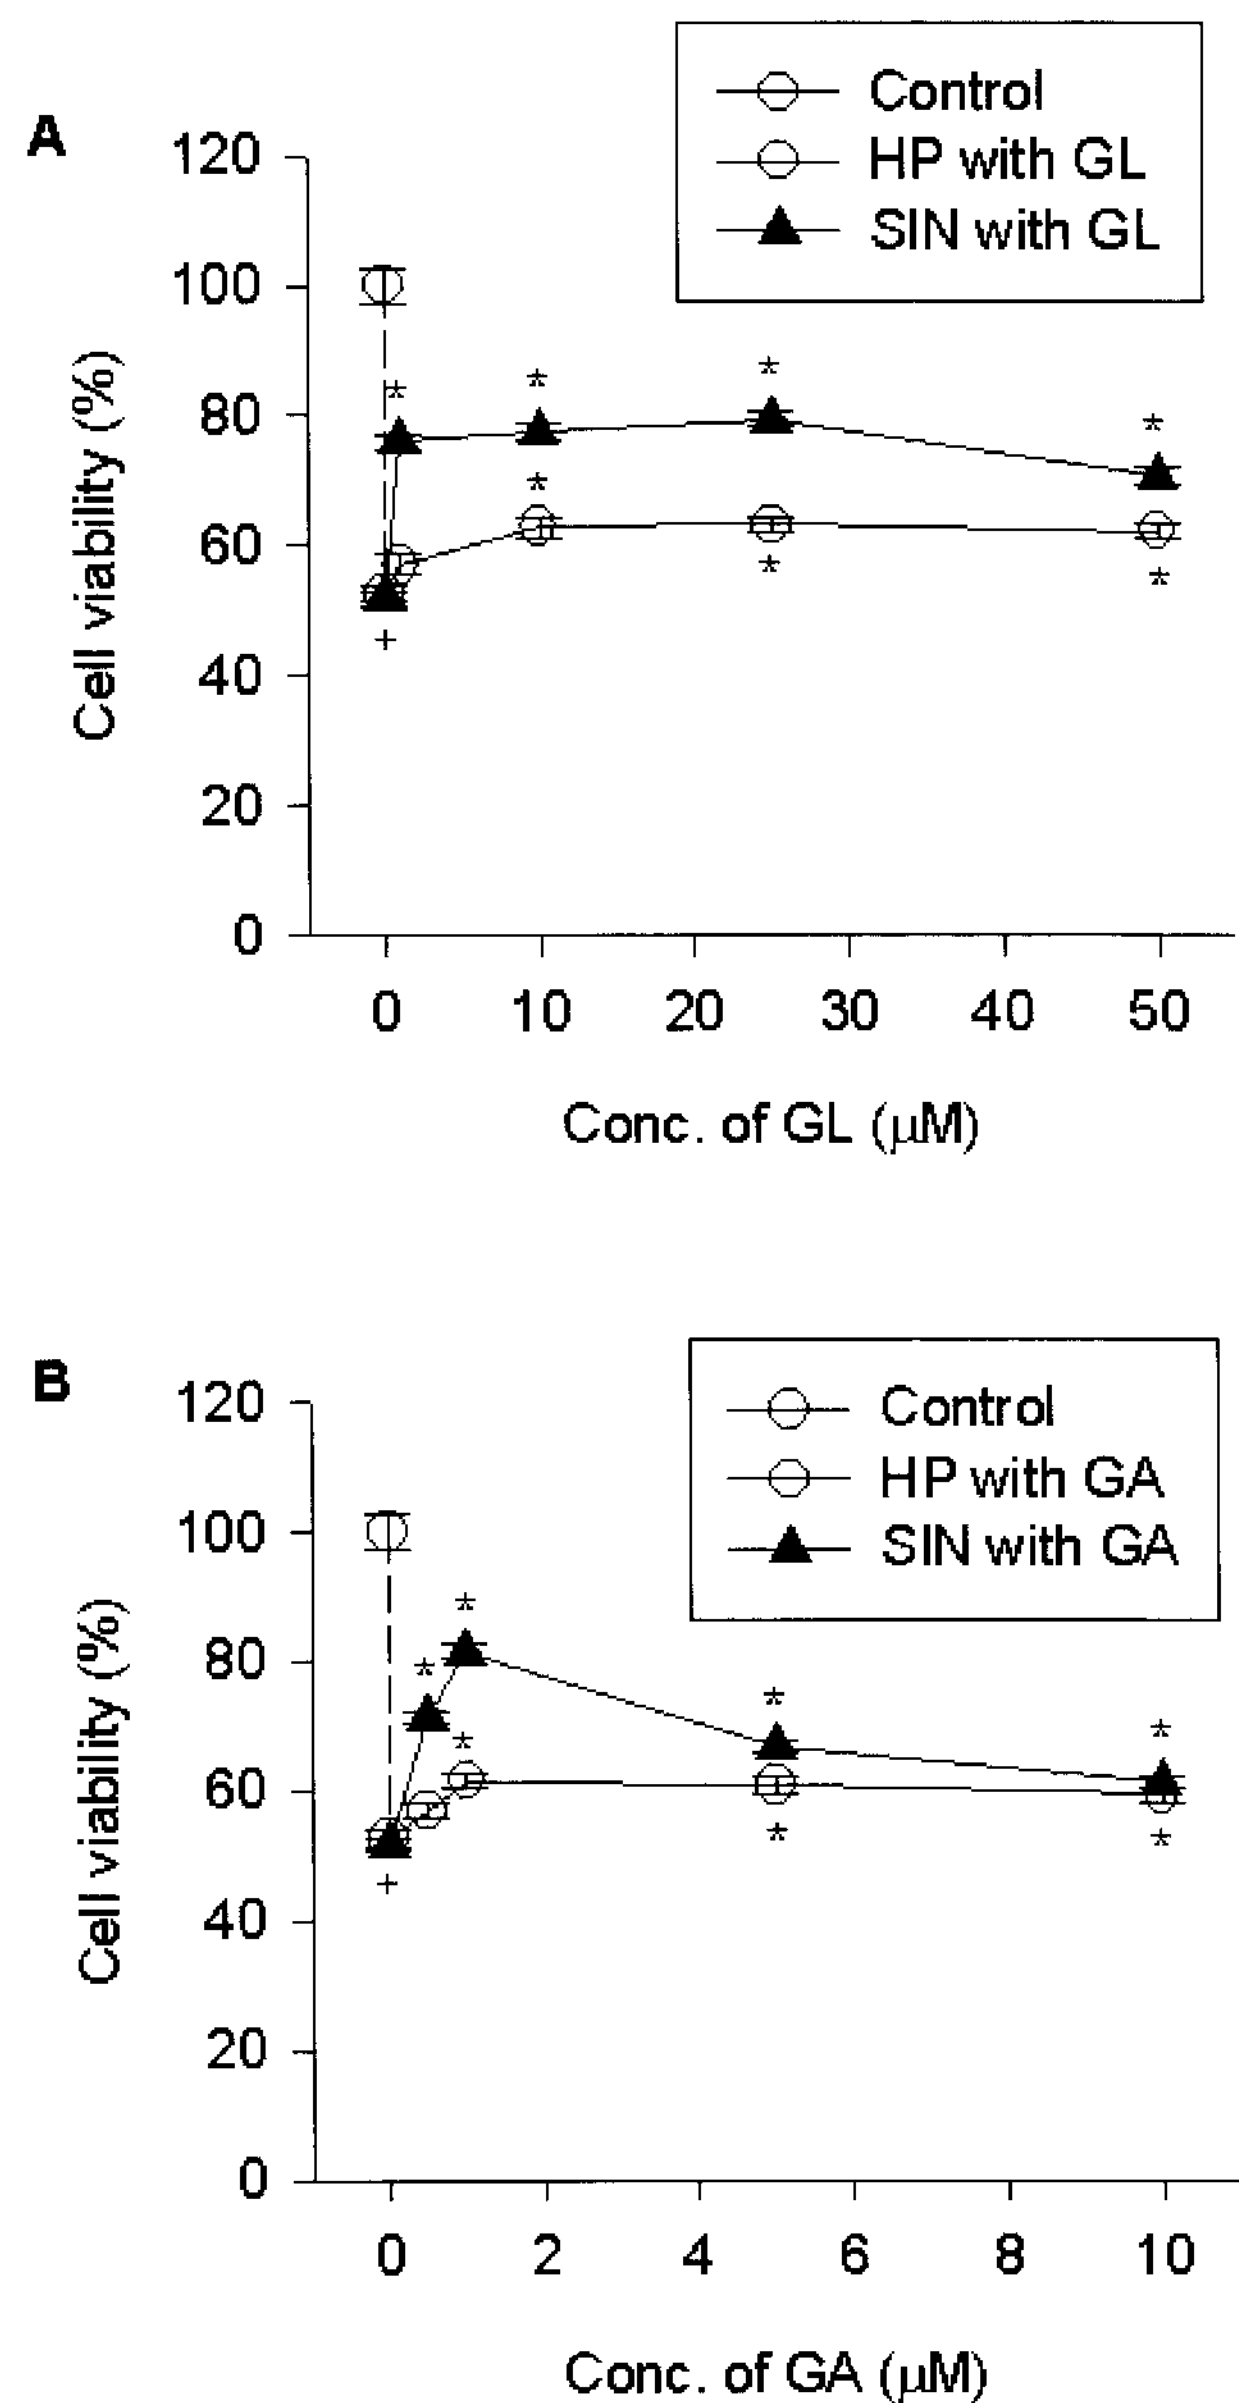 A
Control
HP with GL
SIN with GL
120
100
80
60
40
20
0
Cell viability (%)
*
*
*
*
*
*
*
+
0 10 20 30 40 50
Conc. of GL (μM)
B
Control
HP with GA
SIN with GA
120
100
80
60
40
20
0
Cell viability (%)
*
*
*
*
*
*
*
+
0 2 4 6 8 10
Conc. of GA (μM)